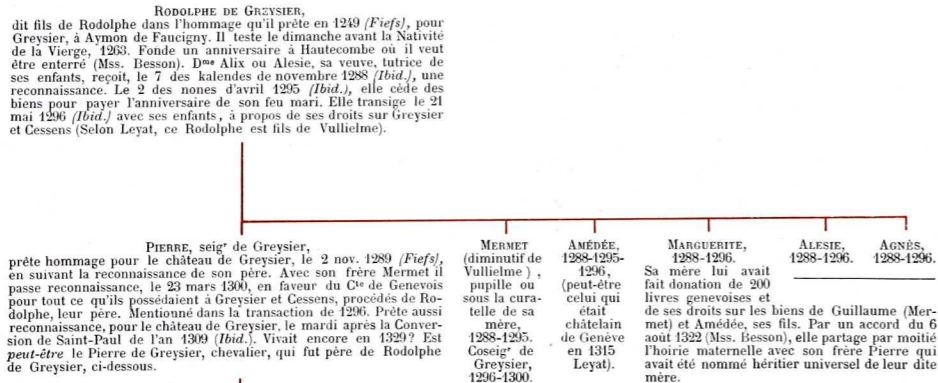 RODOLPHE DE GREYSIER,
dit fils de Rodolphe dans l'hommage qu'il prête en 1249 (Fiefs), pour
Greysier, à Aymon de Faucigny. Il teste le dimanche avant la Nativité
de la Vierge, 1263. Fonde un anniversaire à Hautecombe où il veut
être enterré (Mss. Besson). Dme Alix ou Alesie, sa veuve, tutrice de
ses enfants, reçoit, le 7 des kalendes de novembre 1288 (Ibid.), une
reconnaissance. Le 2 des nones d'avril 1295 (Ibid.), elle cède des
biens pour payer l'anniversaire de son feu mari. Elle transige le 21
mai 1296 (Ibid.) avec ses enfants, à propos de ses droits sur Greysier
et Cessens (Selon Leyat, ce Rodolphe est fils de Vullielme).
PIERRE, seigr de Greysier,
prête hommage pour le château de Greysier, le 2 nov. 1289 (Fiefs),
en suivant la reconnaissance de son père. Avec son frère Mermet il
passe reconnaissance, le 23 mars 1300, en faveur du Cte de Genevois
pour tout ce qu'ils possédaient à Greysier et Cessens, procédés de Ro-
dolphe, leur père. Mentionné dans la transaction de 1296. Prête aussi
reconnaissance, pour le château de Greysier, le mardi après la Conver-
sion de Saint-Paul de l'an 1309 (Ibid.). Vivait encore en 1329? Est
peut-être le Pierre de Greysier, chevalier, qui fut père de Rodolphe
de Greysier, ci-dessous.
MERMET
(diminutif de
Vullielme) ,
pupille ou
sous la cura-
telle de sa
mère,
1288-1295.
Coseigr de
Greysier,
1296-1300.
AMÉDÉE,
1288-1295-
1296,
(peut-être
celui qui
était
châtelain
de Genève
en 1315
Leyat).
MARGUERITE,
1288-1296.
Sa mère lui avait
fait donation de 200
livres genevoises et
de ses droits sur les biens de Guillaume (Mer-
met) et Amédée, ses fils. Par un accord du 6
août 1322 (Mss. Besson), elle partage par moitié
l'hoirie maternelle avec son frère Pierre qui
avait été nommé héritier universel de leur dite
mère.
ALESIE,
1288-1296.
AGNÈS,
1288-1296.